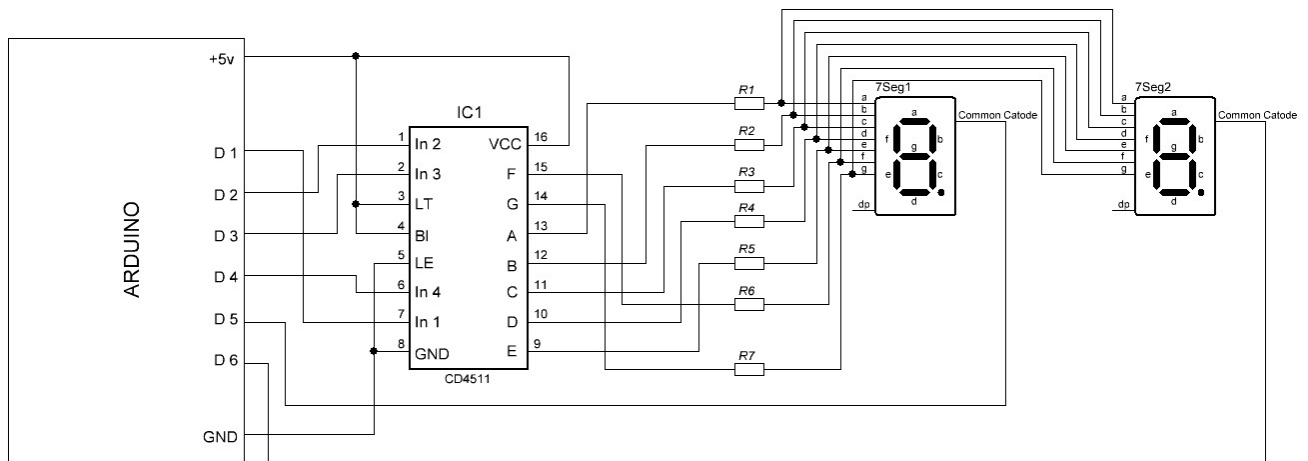 ARDUINO
+5v
D 1
D 2
D 3
D 4
D 5
D 6
GND
IC1
1 In 2
2 In 3
3 LT
4 BI
5 LE
6 In 4
7 In 1
8 GND
VCC 16
F 15
G 14
A 13
B 12
C 11
D 10
E 9
CD4511
R1
R2
R3
R4
R5
R6
R7
7Seg1
a
b
c
d
e
f
g
dp
a
f b
g
e c
d
Common Catode
7Seg2
a
b
c
d
e
f
g
dp
a
f b
g
e c
d
Common Catode